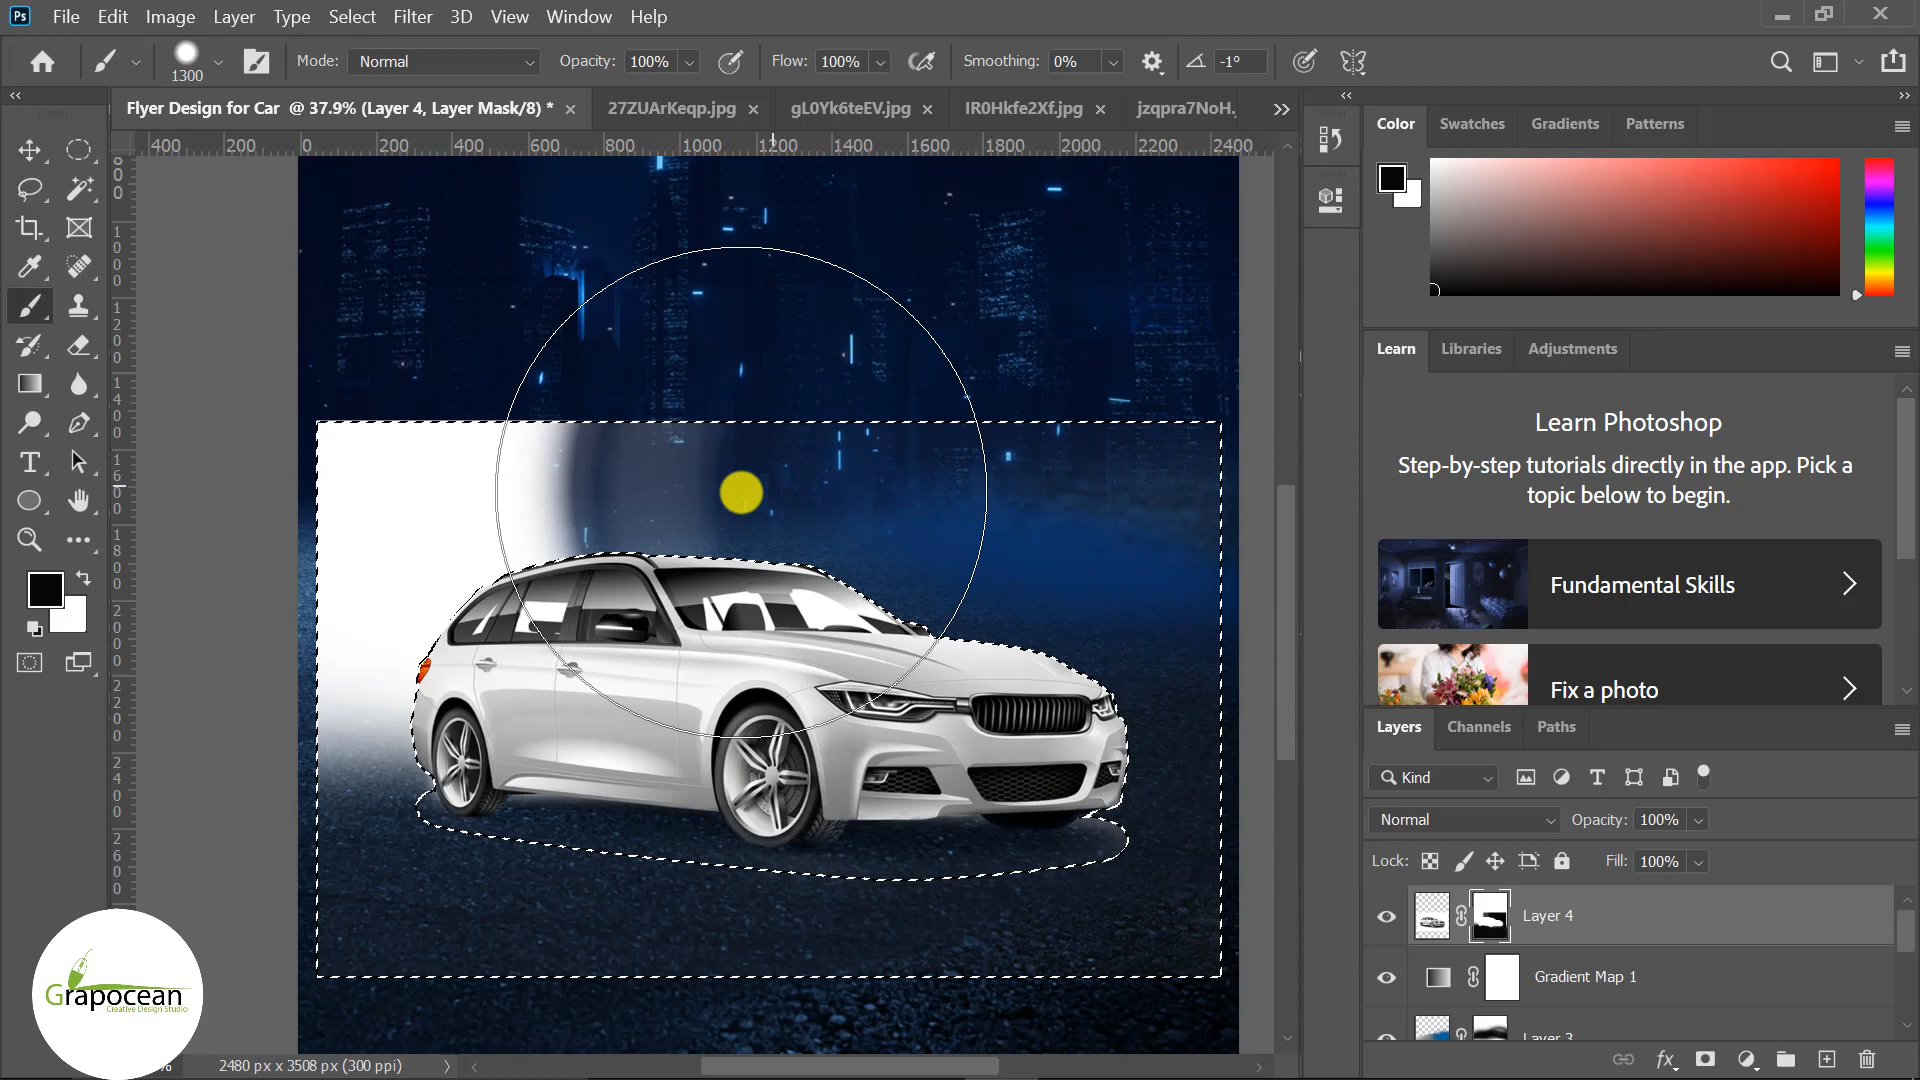 Ps File Edit Image Layer Select Filter 3D View Window Help
1300 Mode: Normal Opacity: 100% Flow: 100% Smoothing: 0% -1°
Flyer Design for Car @ 37.9% (Layer 4, Layer Mask/8) * 27ZUArKeqp.jpg gL0Yk6teEV.jpg IR0Hkfe2Xf.jpg jzqpra7NoH.
400 200 0 200 400 600 800 1000 1200 1400 1600 1800 2000 2200 2400
Color Swatches Gradients Patterns
Learn Libraries Adjustments
Learn Photoshop
Step-by-step tutorials directly in the app. Pick a
topic below to begin.
Fundamental Skills
Fix a photo
Layers Channels Paths
Kind
Normal Opacity: 100%
Lock: Fill: 100%
Layer 4
Gradient Map 1
Layer 3
Grapocean
Creative Design Studio
% 2480 px x 3508 px (300 ppi)